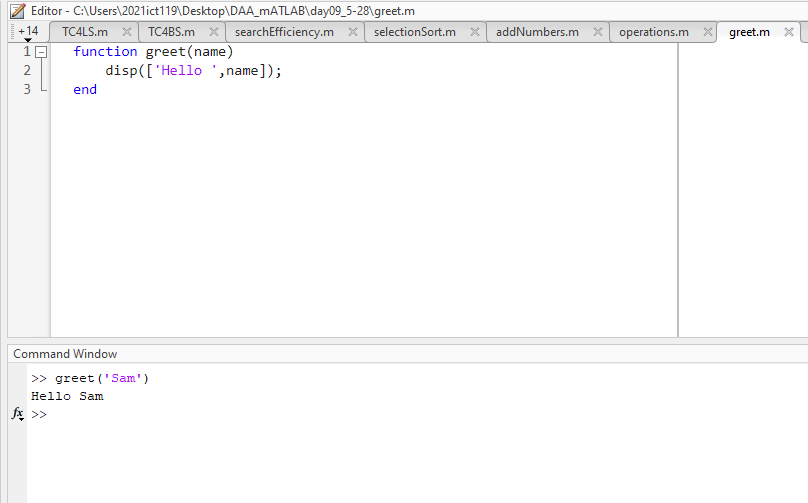 Editor - C:\Users\2021ict119\Desktop\DAA_mATLAB\day09_5-28\greet.m
+14 TC4LS.m TC4BS.m searchEfficiency.m selectionSort.m addNumbers.m operations.m greet.m
1 function greet(name)
2 disp(['Hello ',name]);
3 end
Command Window
>> greet('Sam')
Hello Sam
fx >>